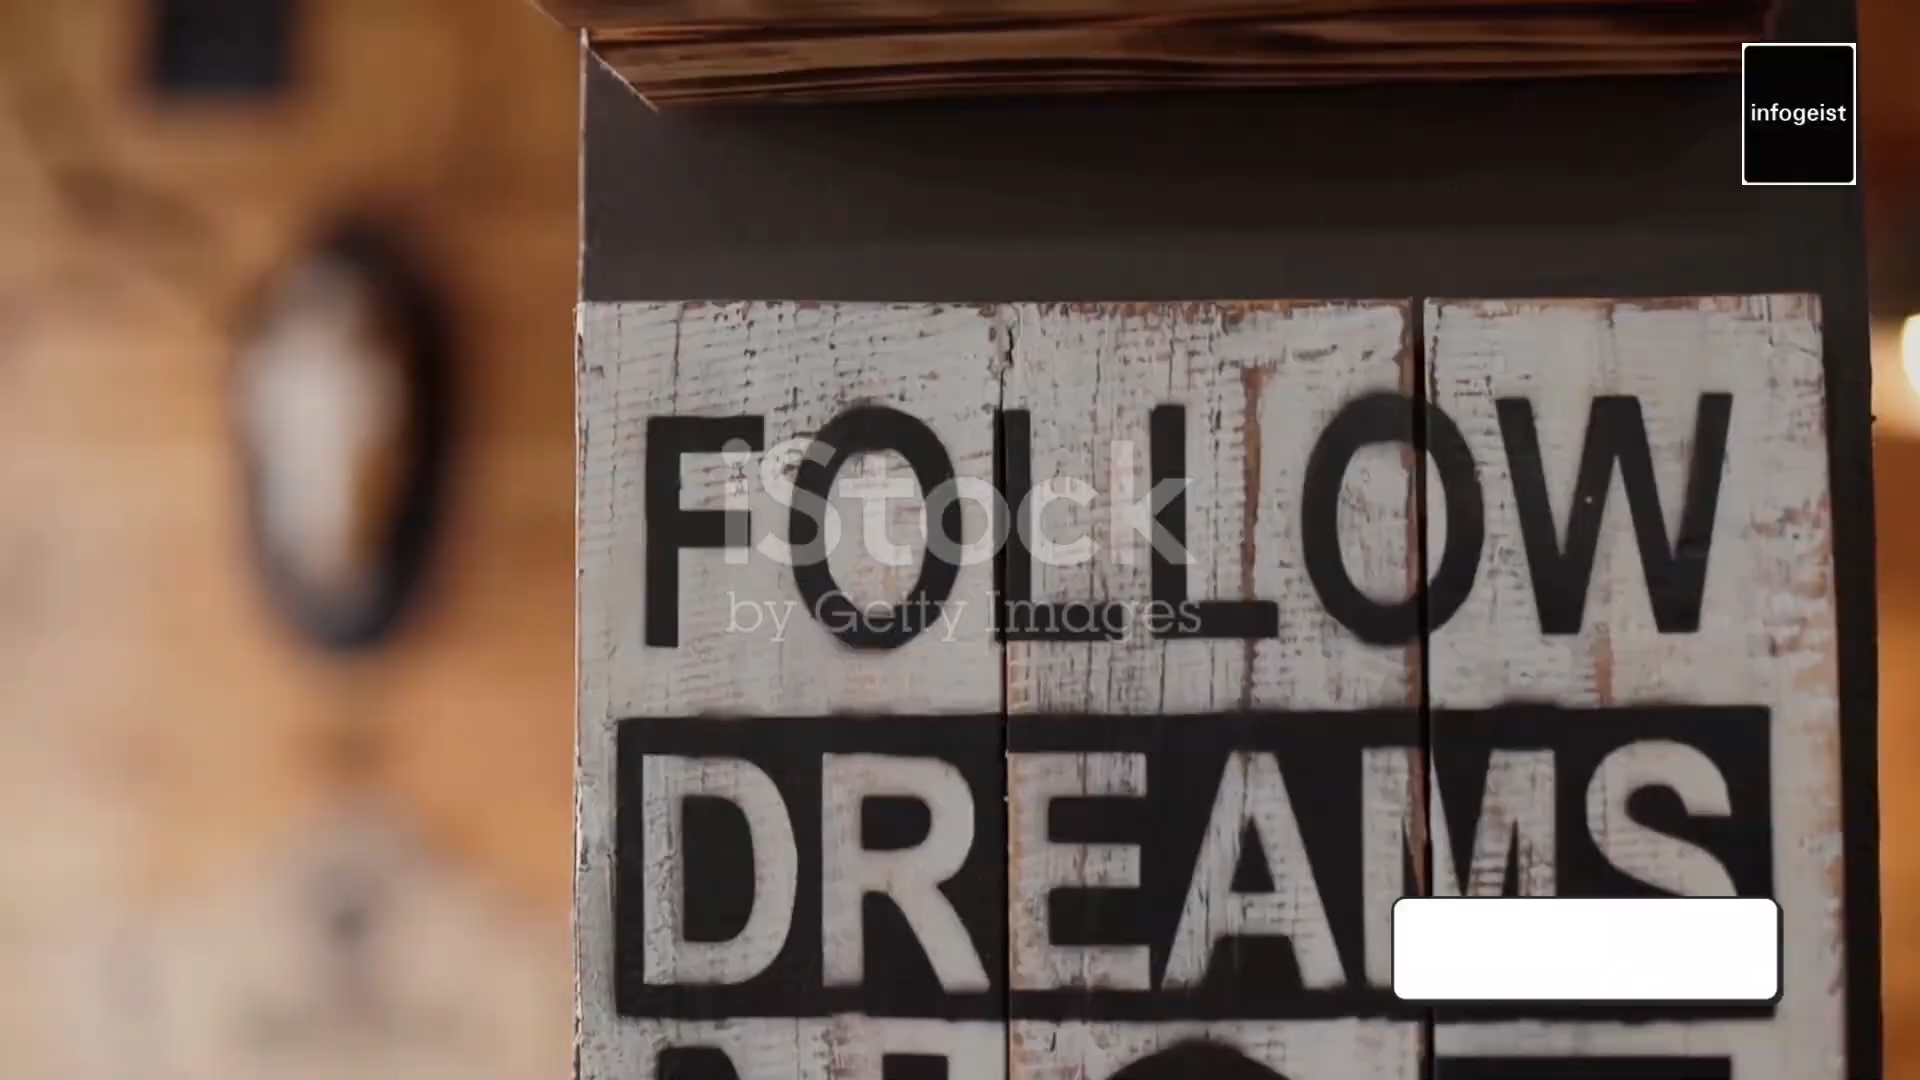 infogeist
FOLLOW
iStock
by Getty Images
DREAMS